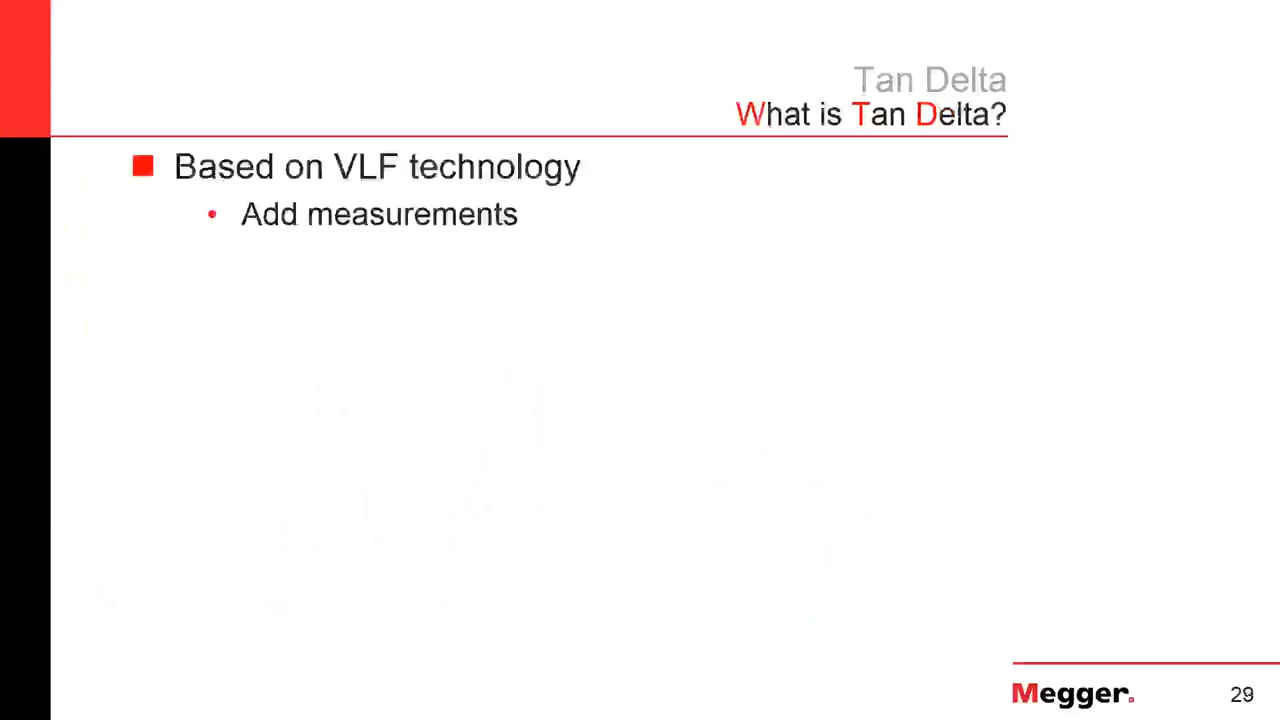 Tan Delta
What is Tan Delta?
Based on VLF technology
• Add measurements
Megger.
29